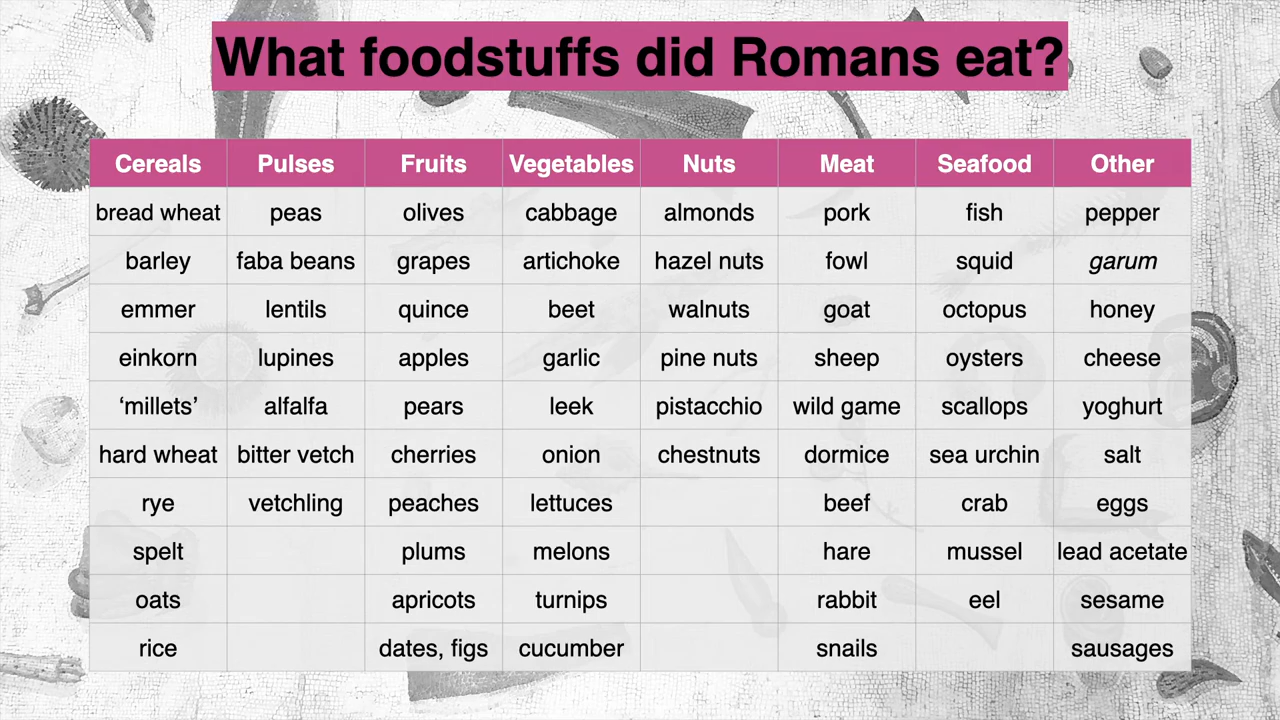 What foodstuffs did Romans eat?
Cereals Pulses Fruits Vegetables Nuts Meat Seafood Other
bread wheat peas olives cabbage almonds pork fish pepper
barley faba beans grapes artichoke hazel nuts fowl squid garum
emmer lentils quince beet walnuts goat octopus honey
einkorn lupines apples garlic pine nuts sheep oysters cheese
‘millets’ alfalfa pears leek pistacchio wild game scallops yoghurt
hard wheat bitter vetch cherries onion chestnuts dormice sea urchin salt
rye vetchling peaches lettuces beef crab eggs
spelt plums melons hare mussel lead acetate
oats apricots turnips rabbit eel sesame
rice dates, figs cucumber snails sausages